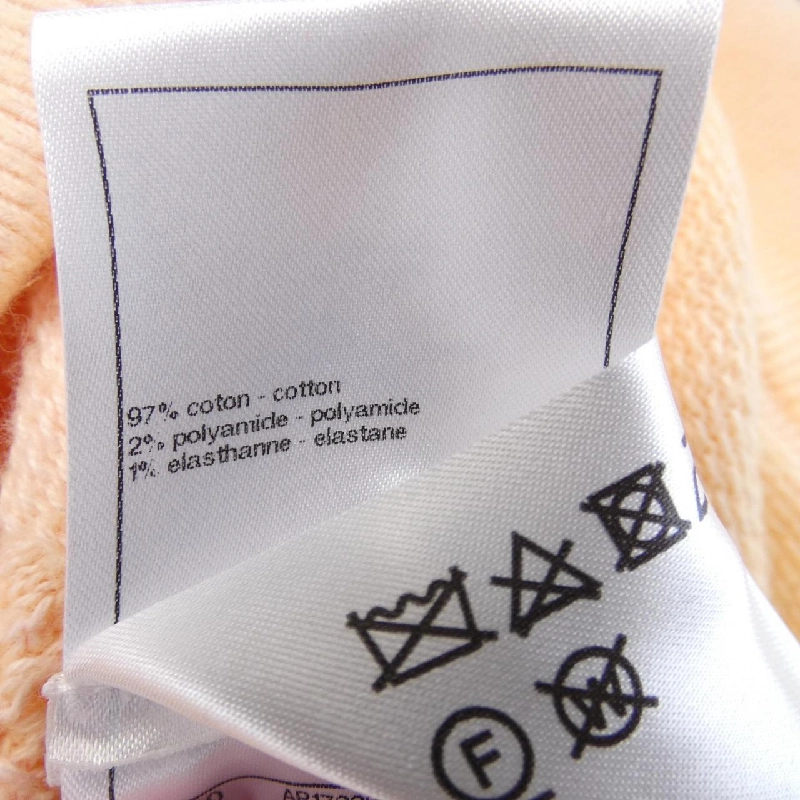 97% coton - cotton
2% polyamide - polyamide
1% elasthanne - elastane
W
F